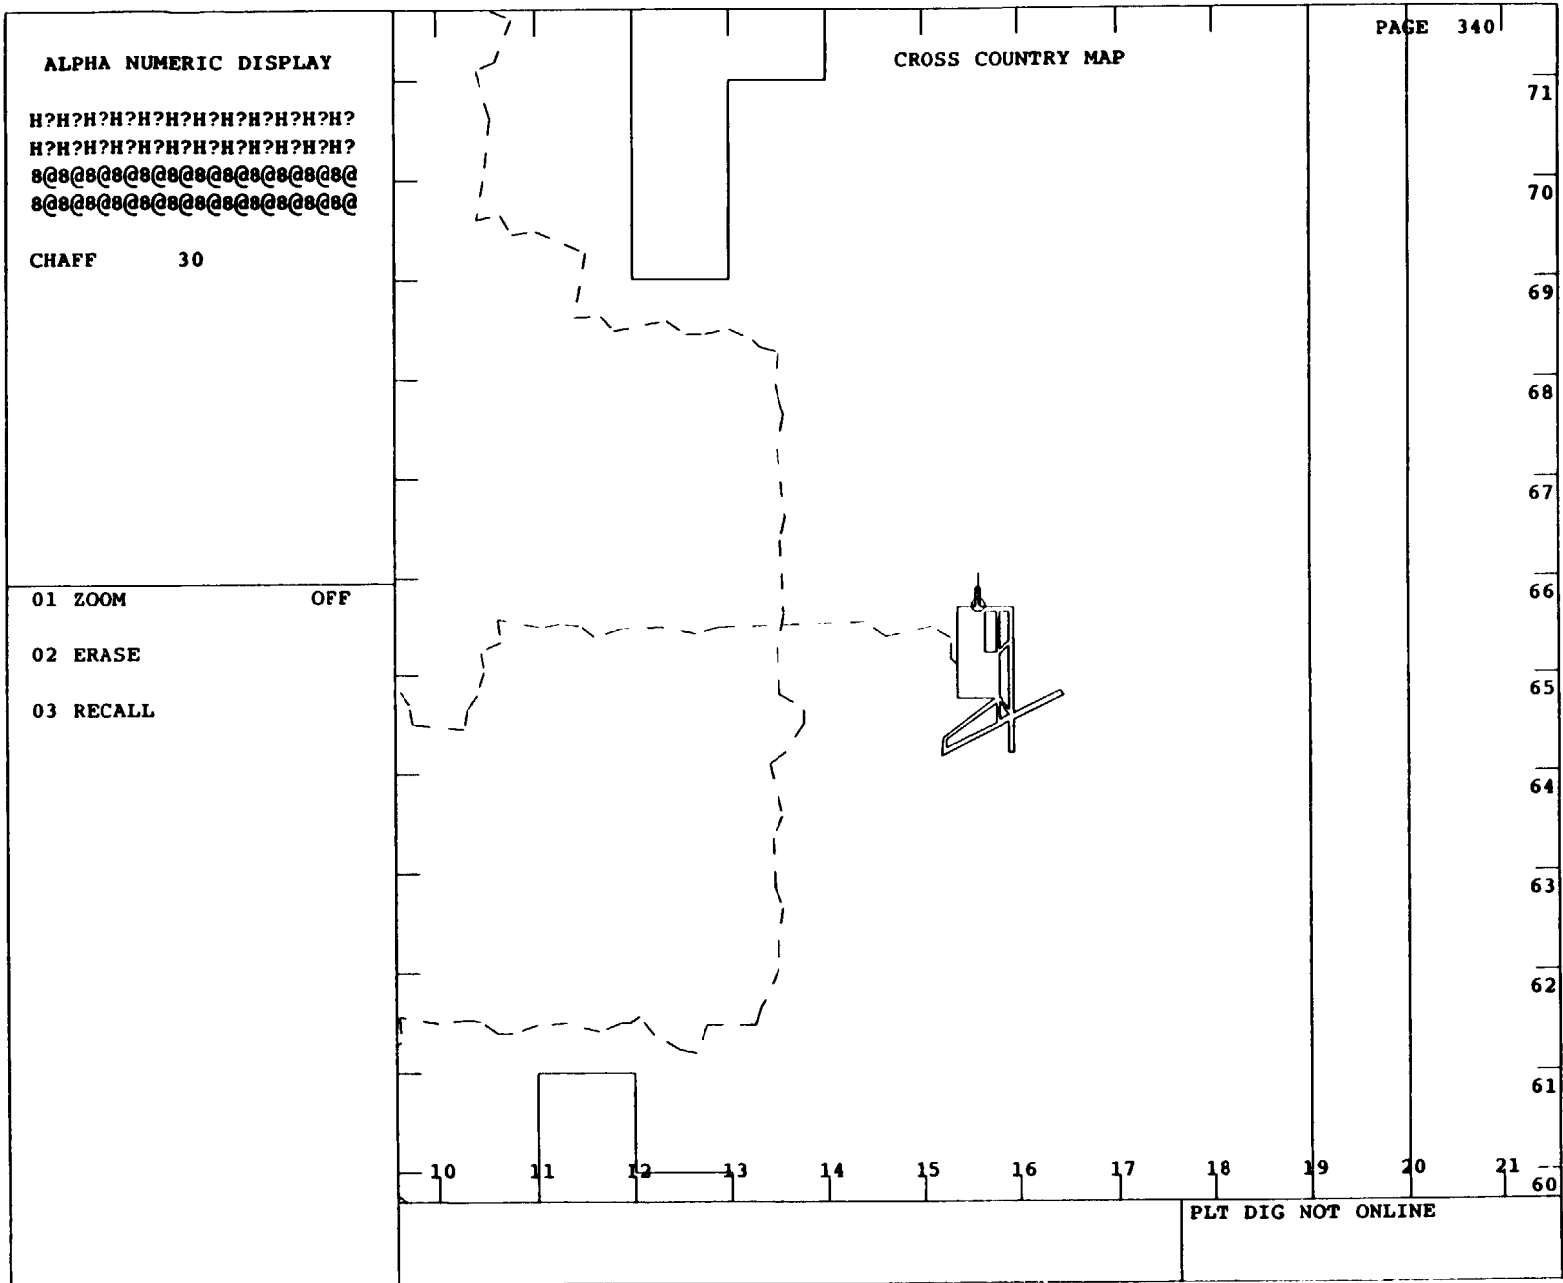 PAGE 340
ALPHA NUMERIC DISPLAY
CROSS COUNTRY MAP
H?H?H?H?H?H?H?H?H?H?H?H?
H?H?H?H?H?H?H?H?H?H?H?H?
8@8@8@8@8@8@8@8@8@8@8@8@
8@8@8@8@8@8@8@8@8@8@8@8@
CHAFF 30
01 ZOOM OFF
02 ERASE
03 RECALL
71
70
69
68
67
66
65
64
63
62
61
60
10 11 12 13 14 15 16 17 18 19 20 21
PLT DIG NOT ONLINE